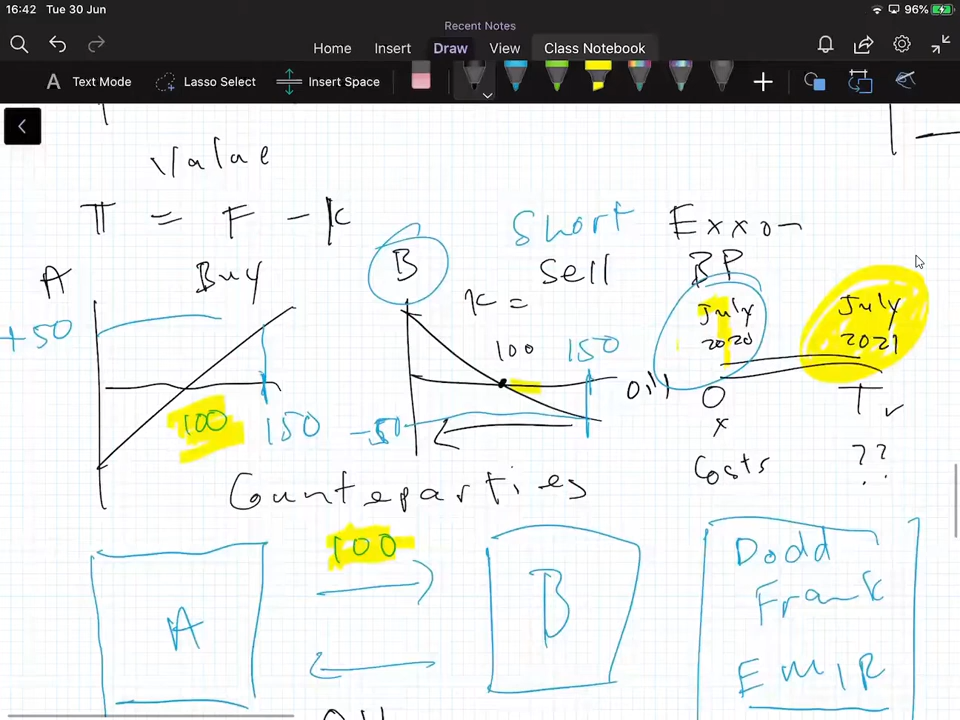 16:42 Tue 30 Jun
96%
Recent Notes
Home Insert Draw View Class Notebook
A Text Mode Lasso Select Insert Space
Value
π = F - K
Short Exxon
A Buy B Sell BP
K =
100
+50
150
July 2020
July 2021
100 150
-50
Oil
O T
x ✓
Costs ??
Counterparties
100
A B
Dodd
Frank
EMIR